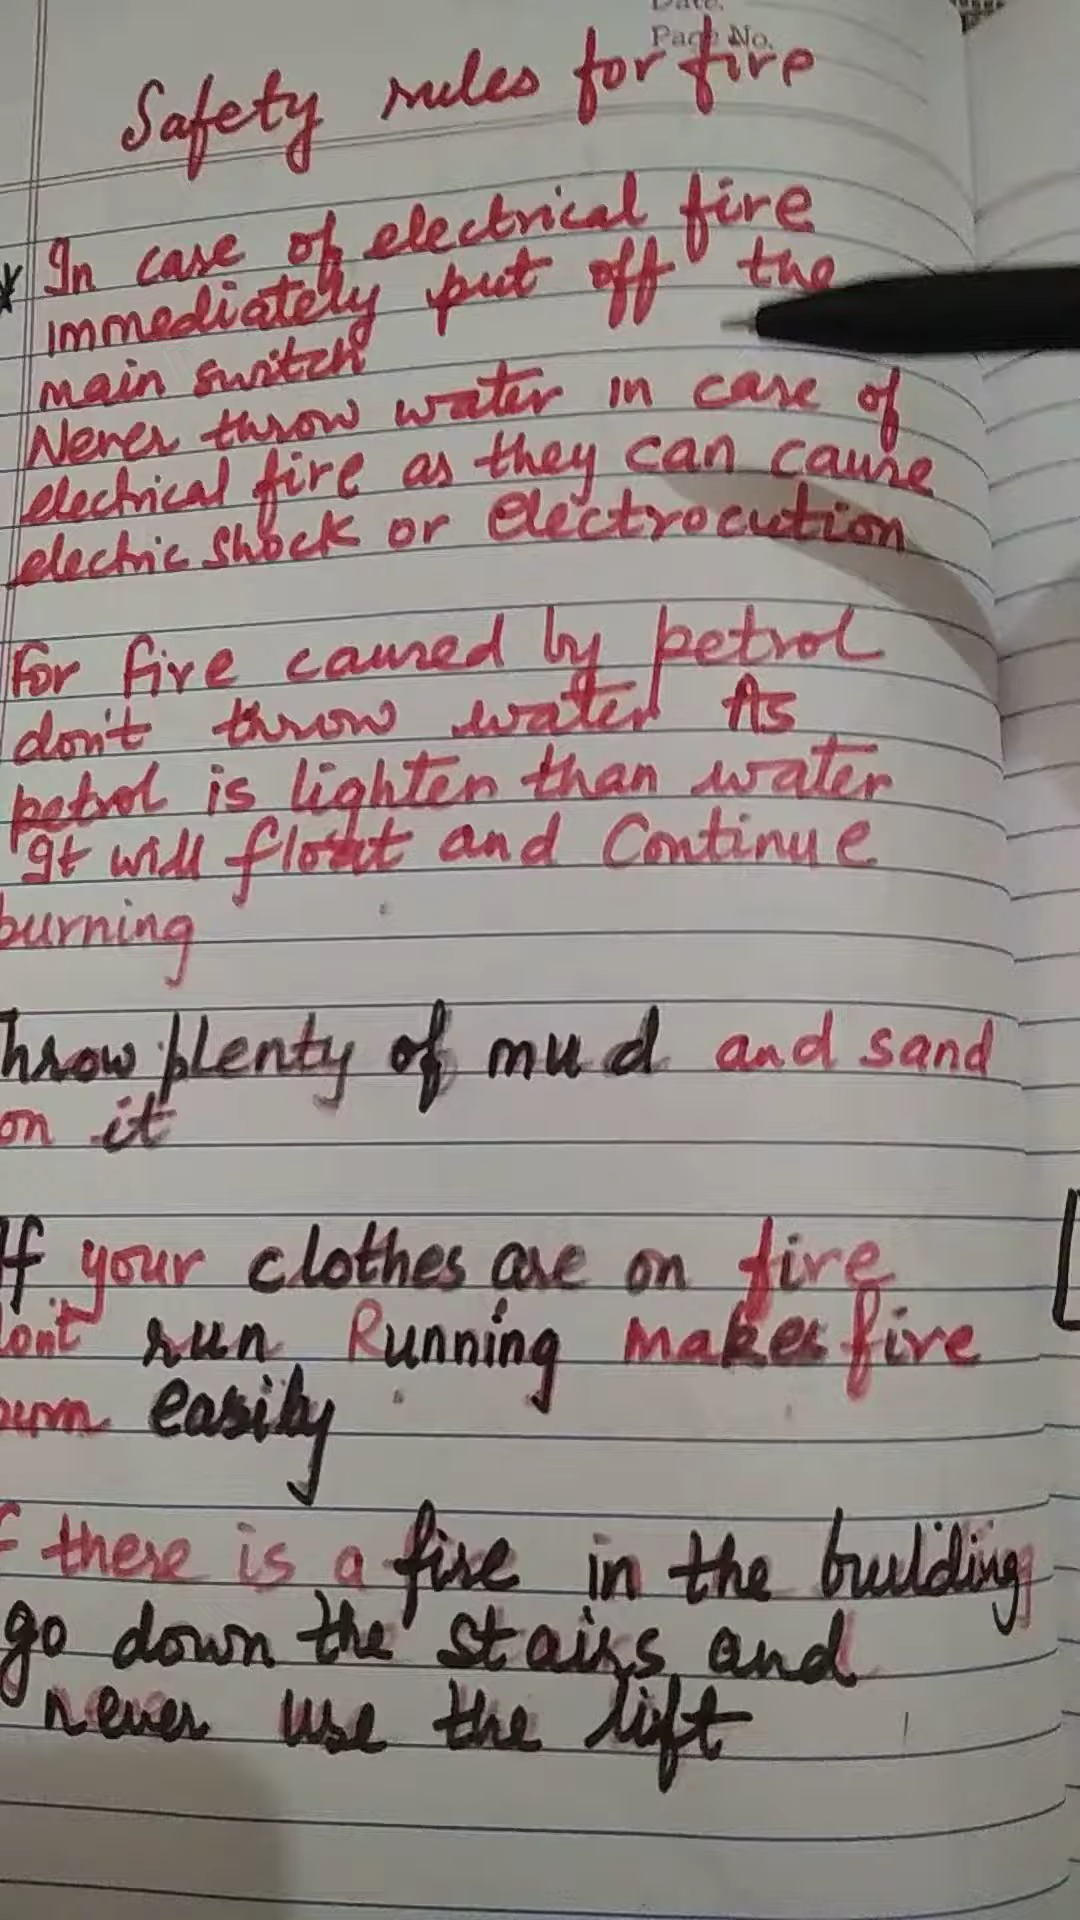 Page No.
Safety rules for fire
In case of electrical fire
immediately put off the
main switch
Never throw water in case of
electrical fire as they can cause
electric shock or electrocution
For fire caused by petrol
don't throw water As
petrol is lighter than water
It will float and Continue
burning
hrow plenty of mud and sand
on it
If your clothes are on fire
ont run Running makes fire
urn easily
f there is a fire in the building
go down the stairs and
never use the lift